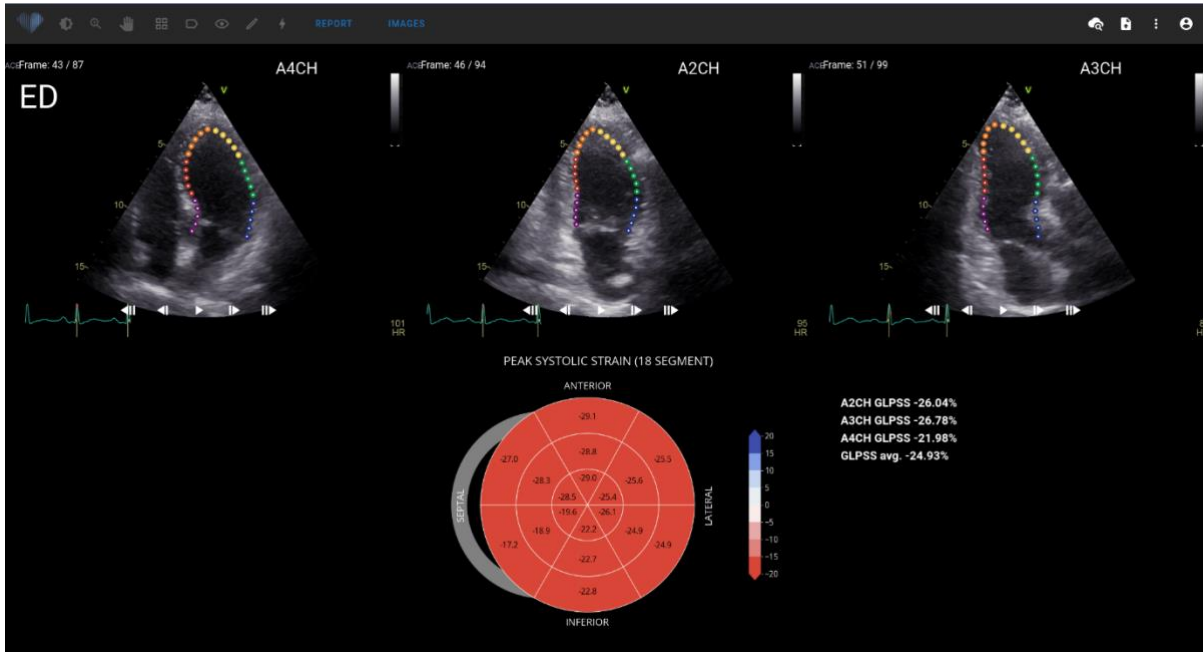 REPORT
IMAGES
Frame: 43 / 87
A4CH
Frame: 46 / 94
A2CH
Frame: 51 / 99
A3CH
ED
V
V
V
5
5
5
10
10
10
15
15
15
101
HR
95
HR
8
PEAK SYSTOLIC STRAIN (18 SEGMENT)
ANTERIOR
-29.1
-27.0
-28.8
-25.5
-28.3
-29.0
-25.6
-28.5
-25.4
SEPTAL
LATERAL
-19.6
-26.1
-18.9
-22.2
-24.9
-17.2
-22.7
-24.9
-22.8
INFERIOR
20
15
10
5
0
-5
-10
-15
-20
A2CH GLPSS -26.04%
A3CH GLPSS -26.78%
A4CH GLPSS -21.98%
GLPSS avg. -24.93%